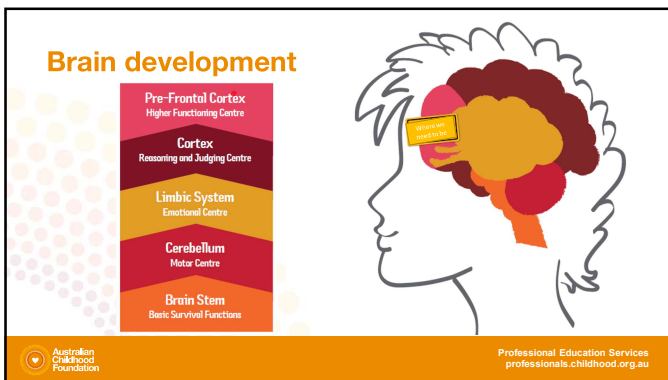 Brain development
Pre-Frontal Cortex
Higher Functioning Centre
Cortex
Reasoning and Judging Centre
Limbic System
Emotional Centre
Cerebellum
Motor Centre
Brain Stem
Basic Survival Functions
Where we
need to be
Australian
Childhood
Foundation
Professional Education Services
professionals.childhood.org.au